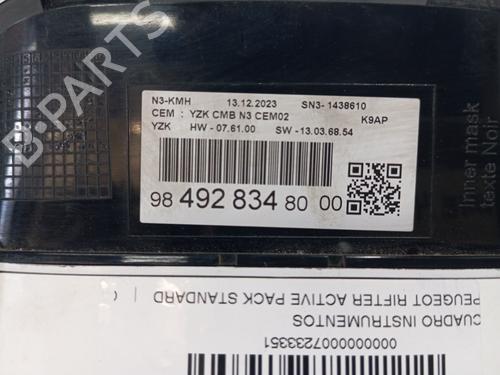 N3-KMH 13.12.2023 SN3- 1438610
CEM : YZK CMB N3 CEM02 K9AP
YZK HW - 07.61.00 SW - 13.03.68.54
98 492 834 80 00
Inner mask
texte Noir
B-Parts
PEUGEOT RIFTER ACTIVE PACK STANDARD
CUADRO INSTRUMENTOS
0000000007233351